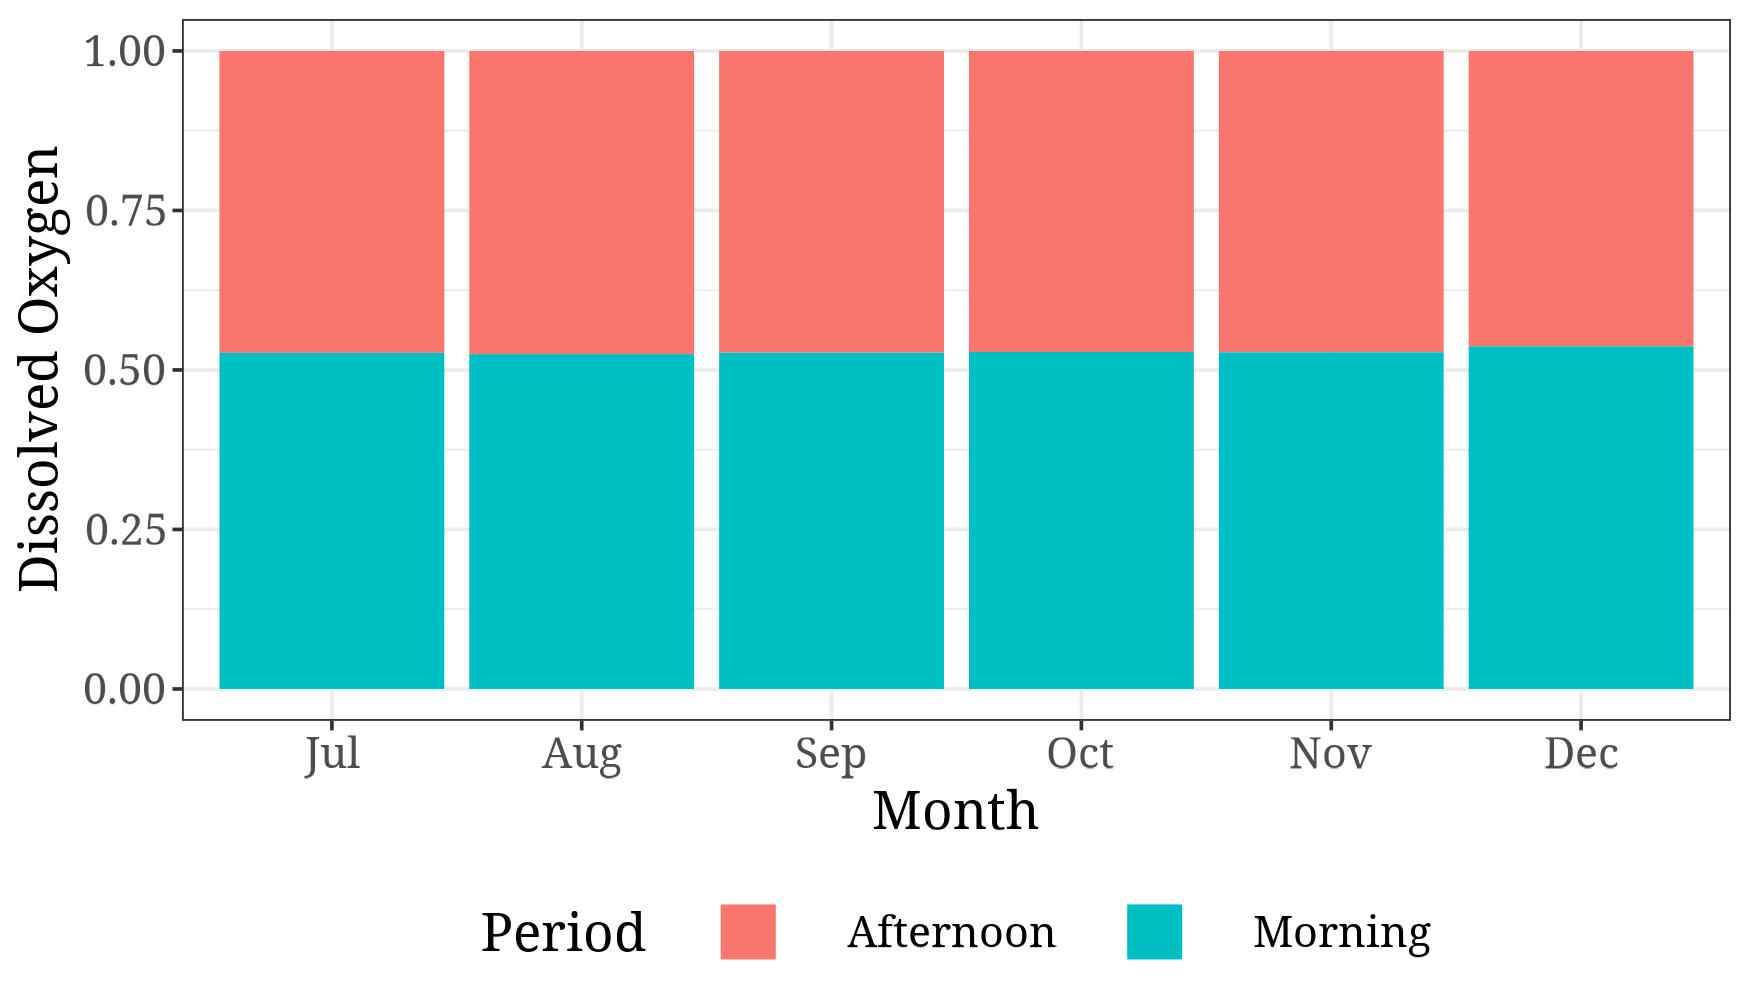 Dissolved Oxygen
1.00
0.75
0.50
0.25
0.00
Jul Aug Sep Oct Nov Dec
Month
Period Afternoon Morning